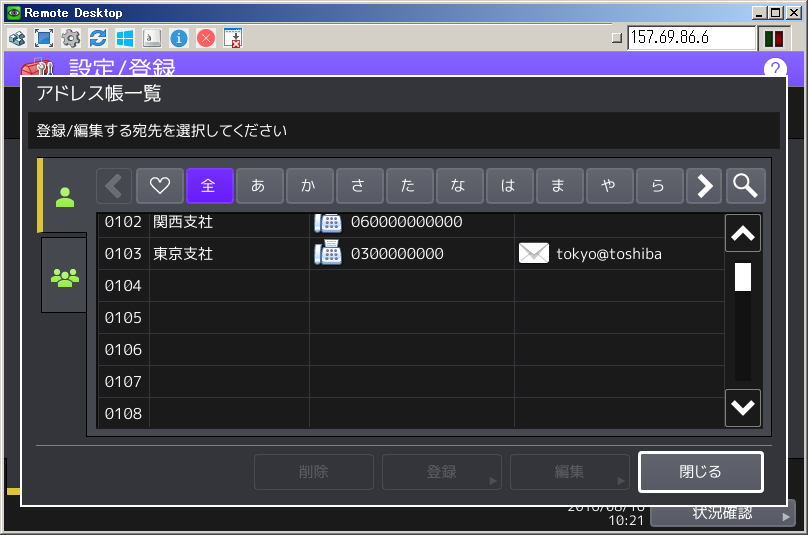 Remote Desktop
157.69.86.6
設定/登録
?
アドレス帳一覧
登録/編集する宛先を選択してください
全 あ か さ た な は ま や ら
0102 関西支社 060000000000
0103 東京支社 0300000000 tokyo@toshiba
0104
0105
0106
0107
0108
削除 登録 編集 閉じる
10:21 状況確認